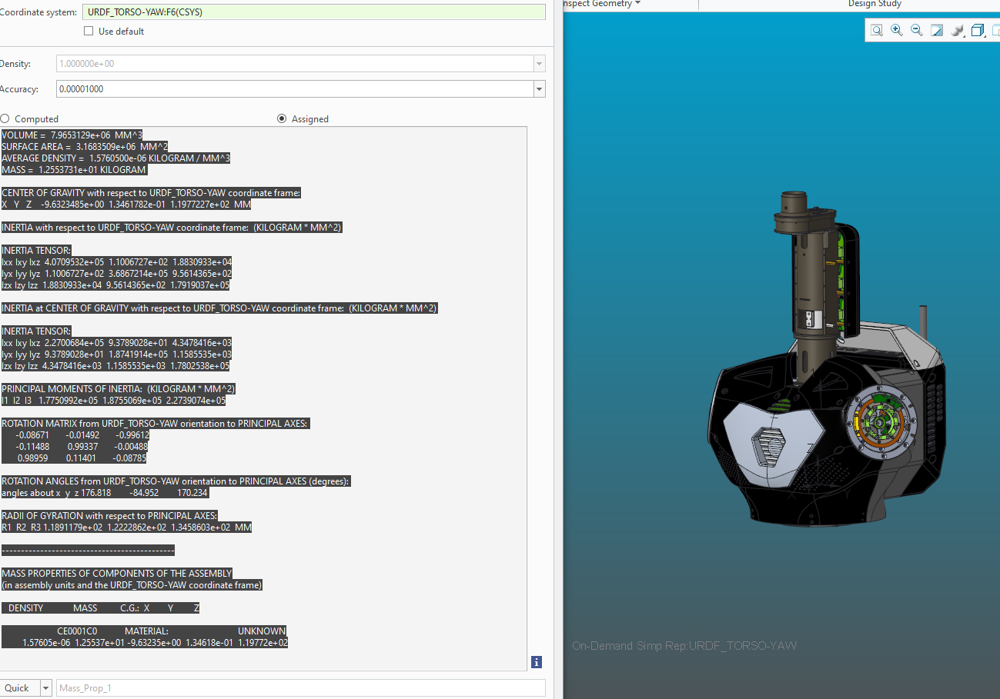 nspect Geometry
Design Study
Coordinate system: URDF_TORSO-YAW:F6(CSYS)
Use default
Density: 1.000000e+00
Accuracy: 0.00001000
Computed Assigned
VOLUME = 7.9653129e+06 MM^3
SURFACE AREA = 3.1683509e+06 MM^2
AVERAGE DENSITY = 1.5760500e-06 KILOGRAM / MM^3
MASS = 1.2553731e+01 KILOGRAM
CENTER OF GRAVITY with respect to URDF_TORSO-YAW coordinate frame:
X Y Z -9.6323485e+00 1.3461782e-01 1.1977227e+02 MM
INERTIA with respect to URDF_TORSO-YAW coordinate frame: (KILOGRAM * MM^2)
INERTIA TENSOR:
Ixx Ixy Ixz 4.0709532e+05 1.1006727e+02 1.8830933e+04
Iyx Iyy Iyz 1.1006727e+02 3.6867214e+05 9.5614365e+02
Izx Izy Izz 1.8830933e+04 9.5614365e+02 1.7919037e+05
INERTIA at CENTER OF GRAVITY with respect to URDF_TORSO-YAW coordinate frame: (KILOGRAM * MM^2)
INERTIA TENSOR:
Ixx Ixy Ixz 2.2700684e+05 9.3789028e+01 4.3478416e+03
Iyx Iyy Iyz 9.3789028e+01 1.8741914e+05 1.1585535e+03
Izx Izy Izz 4.3478416e+03 1.1585535e+03 1.7802538e+05
PRINCIPAL MOMENTS OF INERTIA: (KILOGRAM * MM^2)
I1 I2 I3 1.7750992e+05 1.8755069e+05 2.2739074e+05
ROTATION MATRIX from URDF_TORSO-YAW orientation to PRINCIPAL AXES:
-0.08671 -0.01492 -0.99612
-0.11488 0.99337 -0.00488
0.98959 0.11401 -0.08785
ROTATION ANGLES from URDF_TORSO-YAW orientation to PRINCIPAL AXES (degrees):
angles about x y z 176.818 -84.952 170.234
RADII OF GYRATION with respect to PRINCIPAL AXES:
R1 R2 R3 1.1891179e+02 1.2222862e+02 1.3458603e+02 MM
---------------------------------------------
MASS PROPERTIES OF COMPONENTS OF THE ASSEMBLY
(in assembly units and the URDF_TORSO-YAW coordinate frame)
DENSITY MASS C.G.: X Y Z
CE0001C0 MATERIAL: UNKNOWN
1.57605e-06 1.25537e+01 -9.63235e+00 1.34618e-01 1.19772e+02
Quick Mass_Prop_1
Z
X
Y
On-Demand Simp Rep:URDF_TORSO-YAW